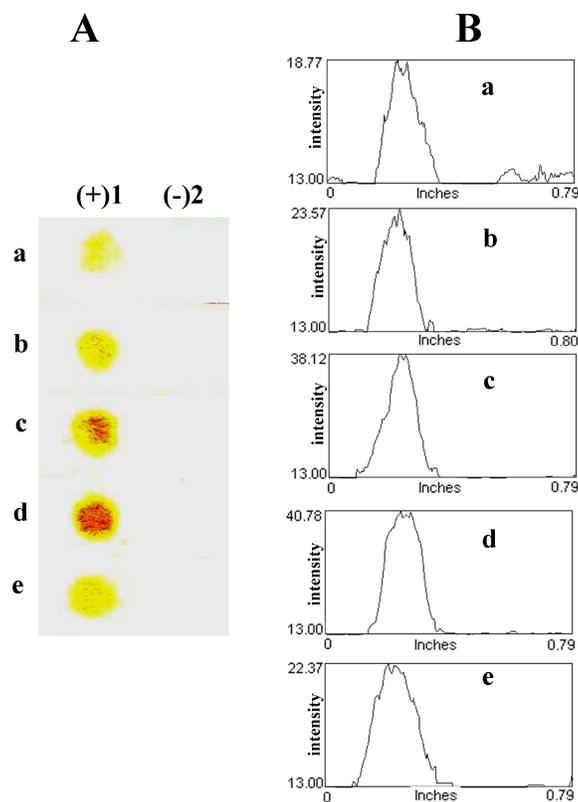 A
B
(+)1 (-)2
a
b
c
d
e
18.77
intensity
a
13.00
0 Inches 0.79
23.57
intensity
b
13.00
0 Inches 0.80
38.12
intensity
c
13.00
0 Inches 0.79
40.78
intensity
d
13.00
0 Inches 0.79
22.37
intensity
e
13.00
0 Inches 0.79